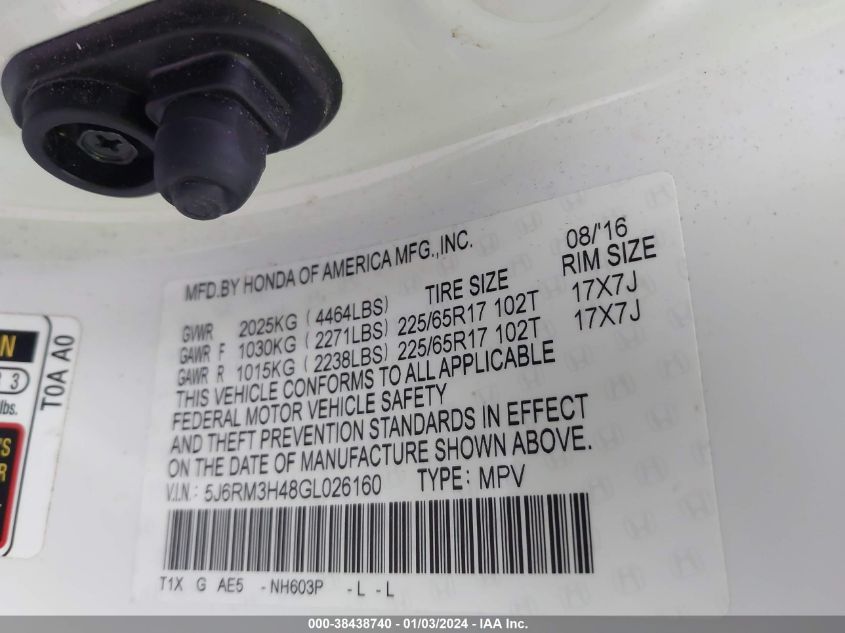 MFD.BY HONDA OF AMERICA MFG.,INC. 08/'16
TIRE SIZE RIM SIZE
GVWR 2025KG ( 4464LBS)
GAWR F 1030KG ( 2271LBS) 225/65R17 102T 17X7J
GAWR R 1015KG ( 2238LBS) 225/65R17 102T 17X7J
THIS VEHICLE CONFORMS TO ALL APPLICABLE
FEDERAL MOTOR VEHICLE SAFETY
AND THEFT PREVENTION STANDARDS IN EFFECT
ON THE DATE OF MANUFACTURE SHOWN ABOVE.
V.I.N.: 5J6RM3H48GL026160 TYPE: MPV
T1X G AE5 -NH603P -L -L
N
3
lbs.
'S
R
T0A A0
000-38438740 - 01/03/2024 - IAA Inc.